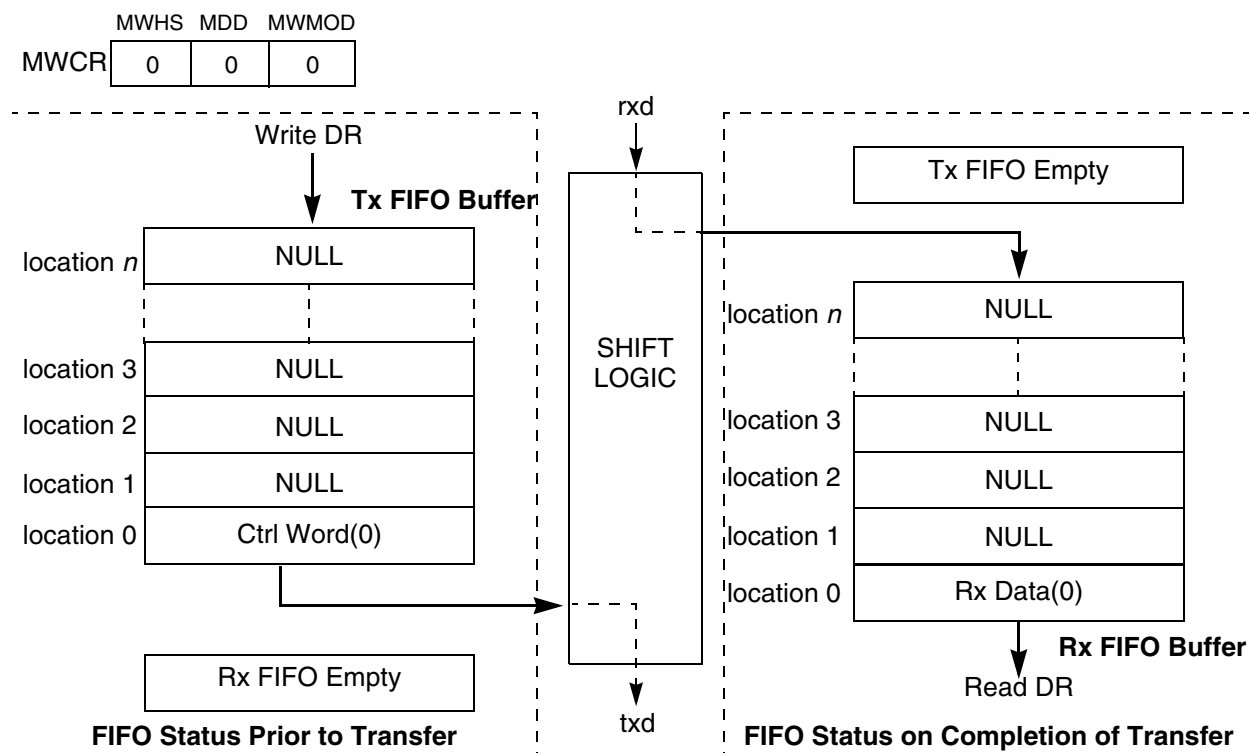 MWHS MDD MWMOD
MWCR 0 0 0
Write DR
Tx FIFO Buffer
location n NULL
location 3 NULL
location 2 NULL
location 1 NULL
location 0 Ctrl Word(0)
Rx FIFO Empty
FIFO Status Prior to Transfer
rxd
SHIFT
LOGIC
txd
Tx FIFO Empty
location n NULL
location 3 NULL
location 2 NULL
location 1 NULL
location 0 Rx Data(0)
Rx FIFO Buffer
Read DR
FIFO Status on Completion of Transfer